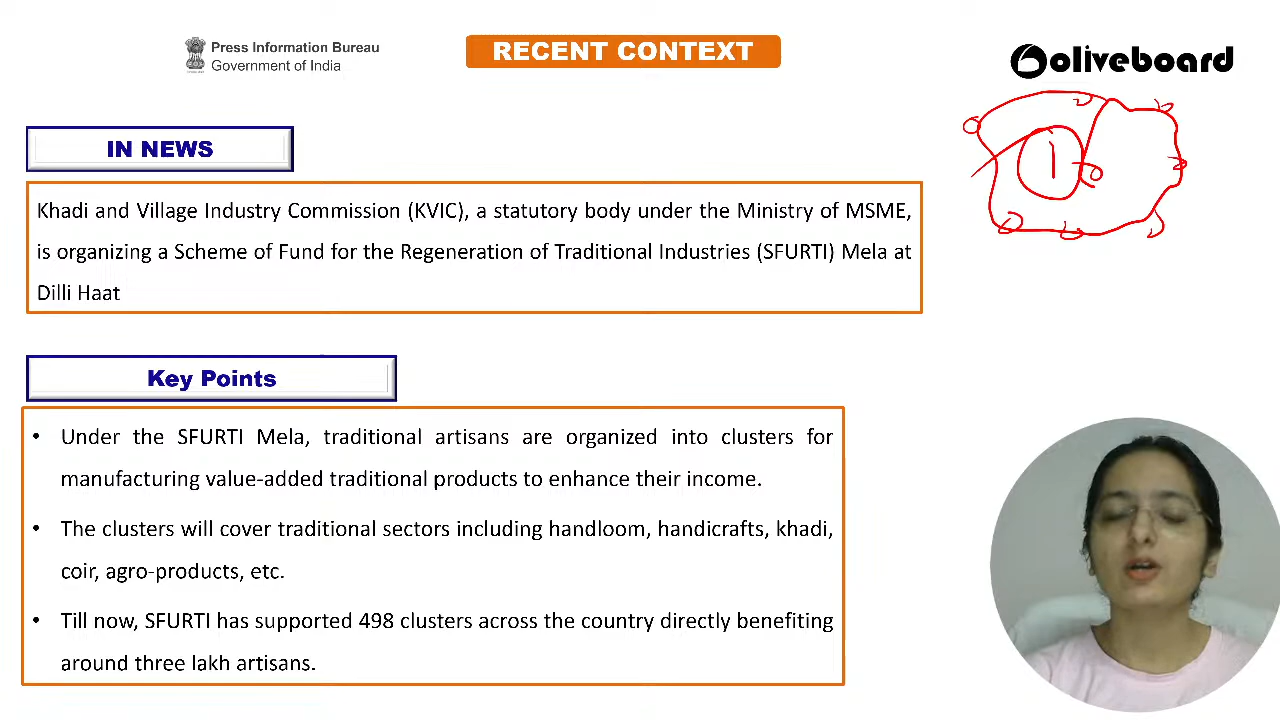 Press Information Bureau
Government of India
RECENT CONTEXT
oliveboard
IN NEWS
Khadi and Village Industry Commission (KVIC), a statutory body under the Ministry of MSME,
is organizing a Scheme of Fund for the Regeneration of Traditional Industries (SFURTI) Mela at
Dilli Haat
1
Key Points
• Under the SFURTI Mela, traditional artisans are organized into clusters for
manufacturing value-added traditional products to enhance their income.
• The clusters will cover traditional sectors including handloom, handicrafts, khadi,
coir, agro-products, etc.
• Till now, SFURTI has supported 498 clusters across the country directly benefiting
around three lakh artisans.